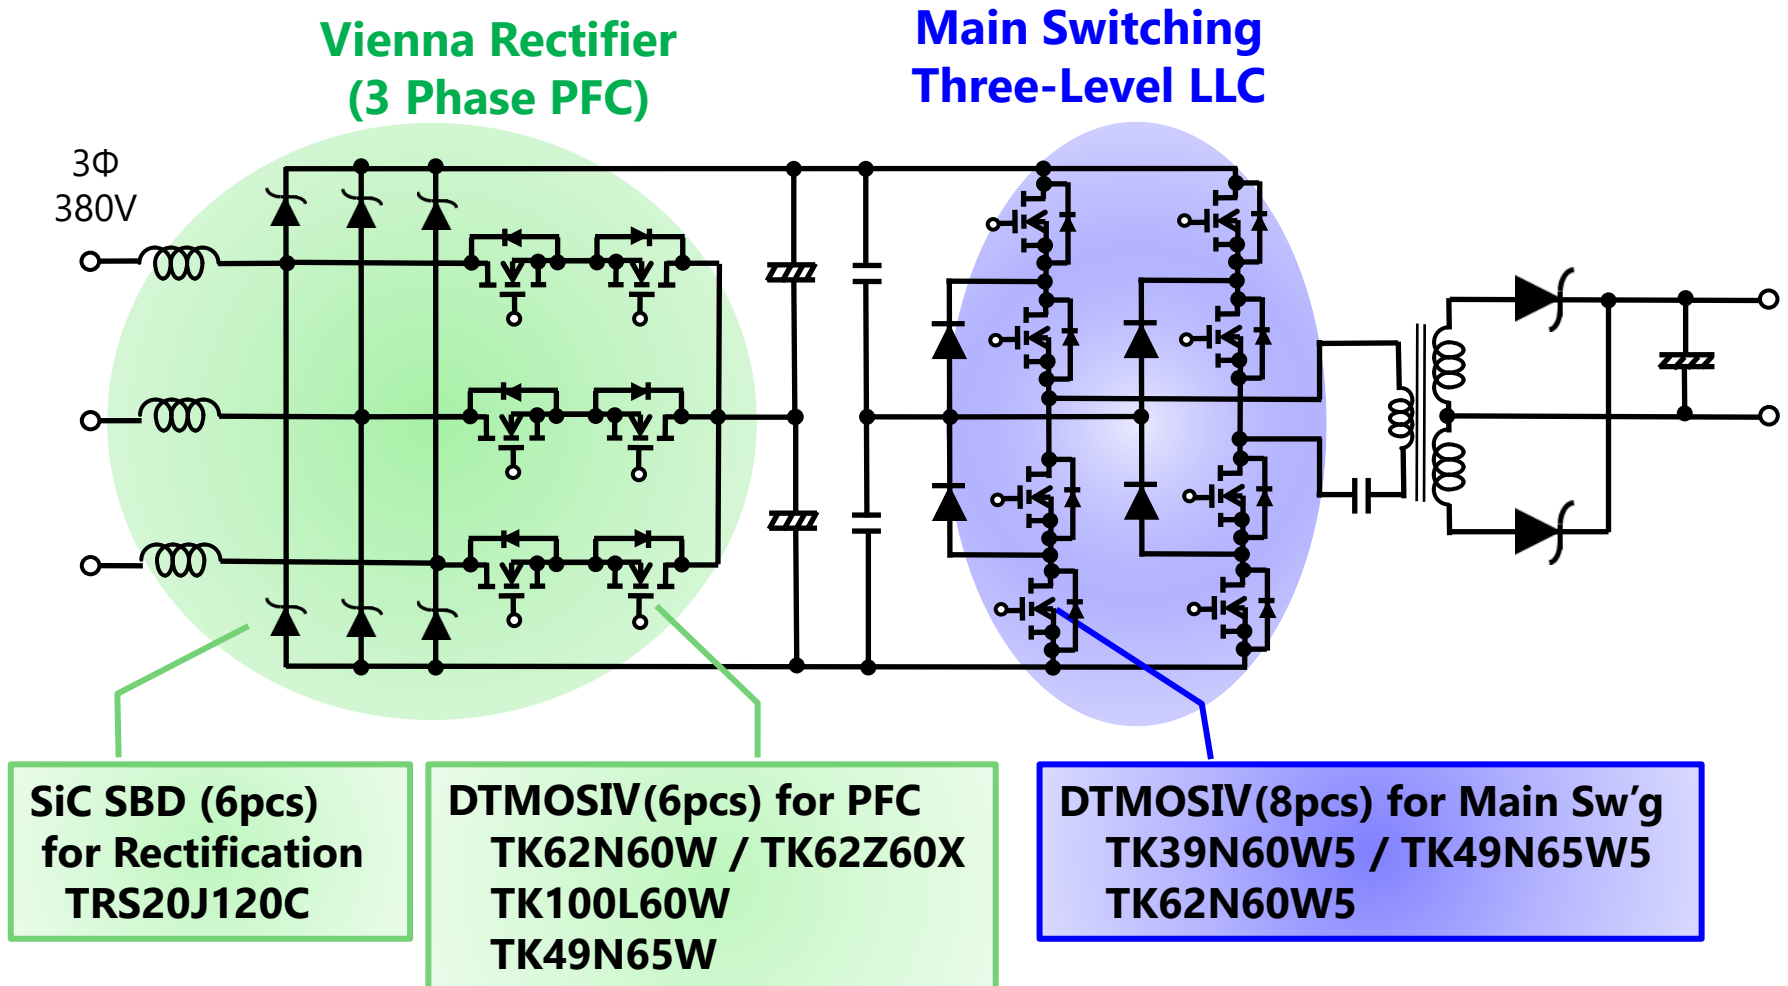 Vienna Rectifier
(3 Phase PFC)
Main Switching
Three-Level LLC
3Φ
380V
SiC SBD (6pcs)
for Rectification
TRS20J120C
DTMOSⅣ(6pcs) for PFC
TK62N60W / TK62Z60X
TK100L60W
TK49N65W
DTMOSⅣ(8pcs) for Main Sw’g
TK39N60W5 / TK49N65W5
TK62N60W5